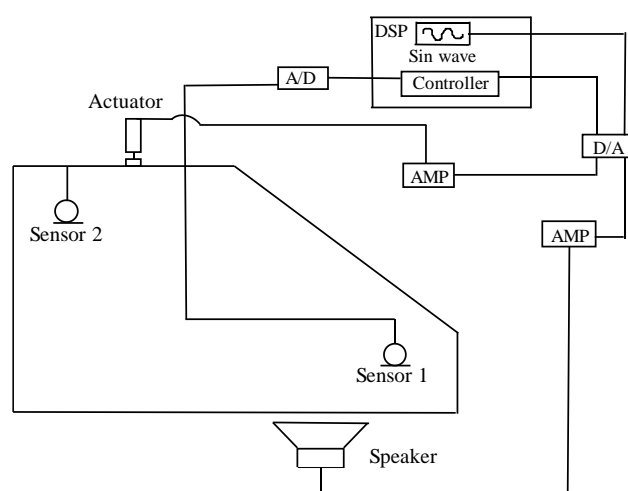 DSP
Sin wave
A/D
Controller
Actuator
D/A
AMP
Sensor 2
AMP
Sensor 1
Speaker